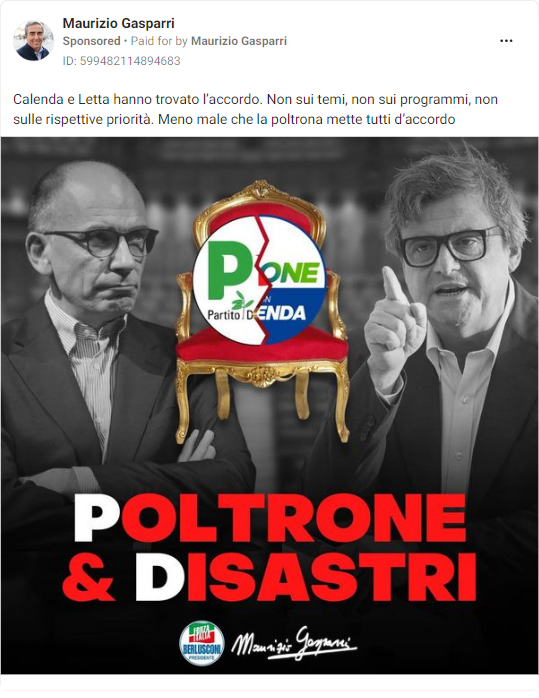 Maurizio Gasparri
Sponsored • Paid for by Maurizio Gasparri
ID: 599482114894683
Calenda e Letta hanno trovato l'accordo. Non sui temi, non sui programmi, non
sulle rispettive priorità. Meno male che la poltrona mette tutti d'accordo
P IONE
Partito D ENDA
POLTRONE
& DISASTRI
FORZA
ITALIA
BERLUSCONI
PRESIDENTE
Maurizio Gasparri